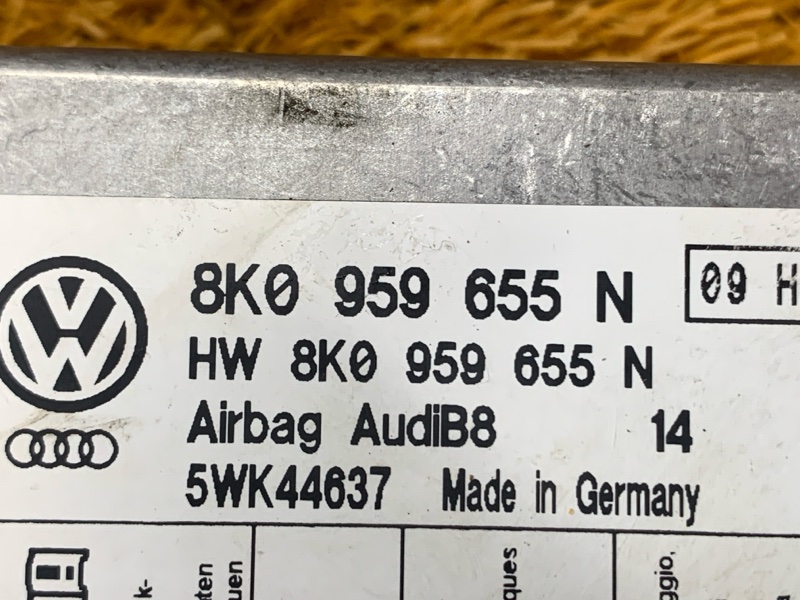 8K0 959 655 N 09 H
HW 8K0 959 655 N
Airbag AudiB8 14
5WK44637 Made in Germany